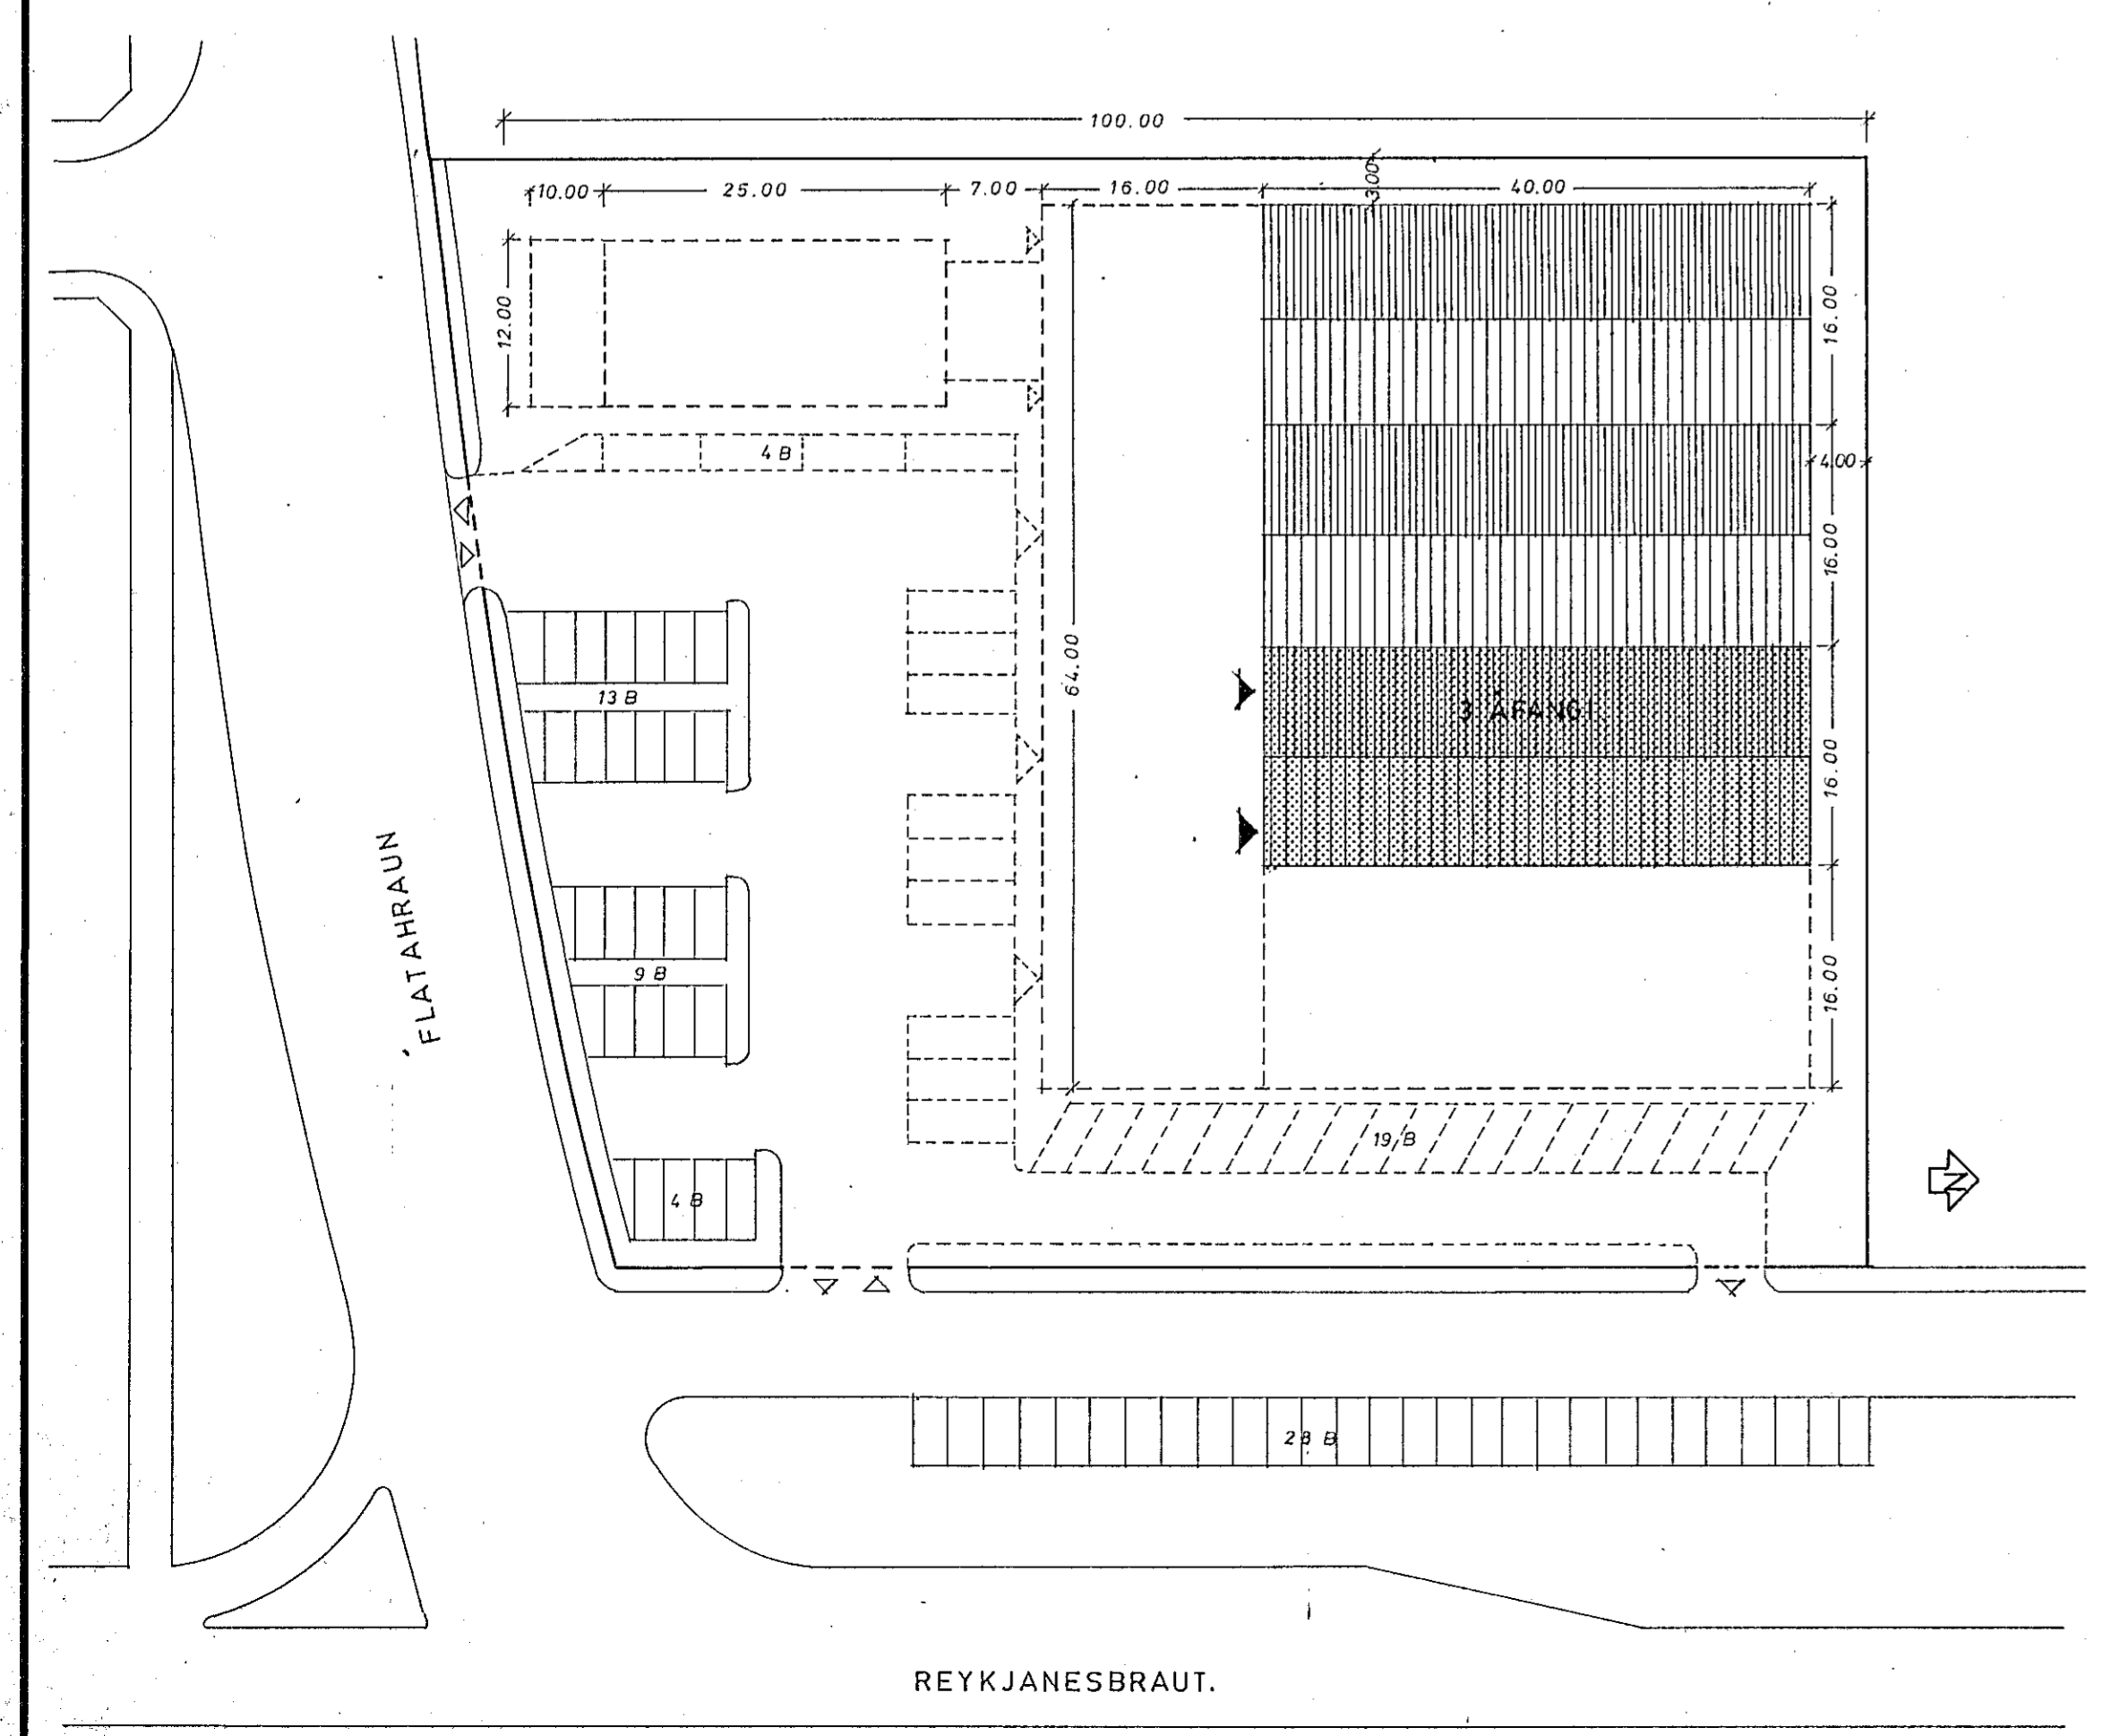 100.00
10.00 25.00 7.00 16.00 3.00 40.00
12.00
16.00
4 B
4.00
16.00
64.00
13 B
3 ÁFANGI
16.00
FLATAHRAUN
9 B
16.00
19 B
4 B
N
28 B
REYKJANESBRAUT.